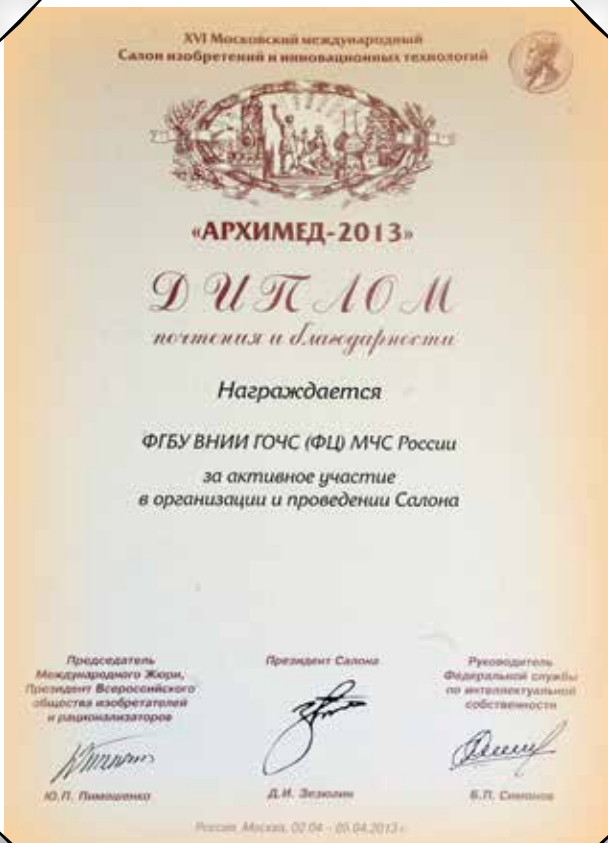 XVI Московский международный
Салон изобретений и инновационных технологий
«АРХИМЕД-2013»
ДИПЛОМ
почтения и благодарности
Награждается
ФГБУ ВНИИ ГОЧС (ФЦ) МЧС России
за активное участие
в организации и проведении Салона
Председатель
Международного Жюри,
Президент Всероссийского
общества изобретателей
и рационализаторов
Ю.П. Пимошенко
Президент Салона
Д.И. Зезюлин
Руководитель
Федеральной службы
по интеллектуальной
собственности
Б.П. Симонов
Россия, Москва, 02.04 - 05.04.2013 г.